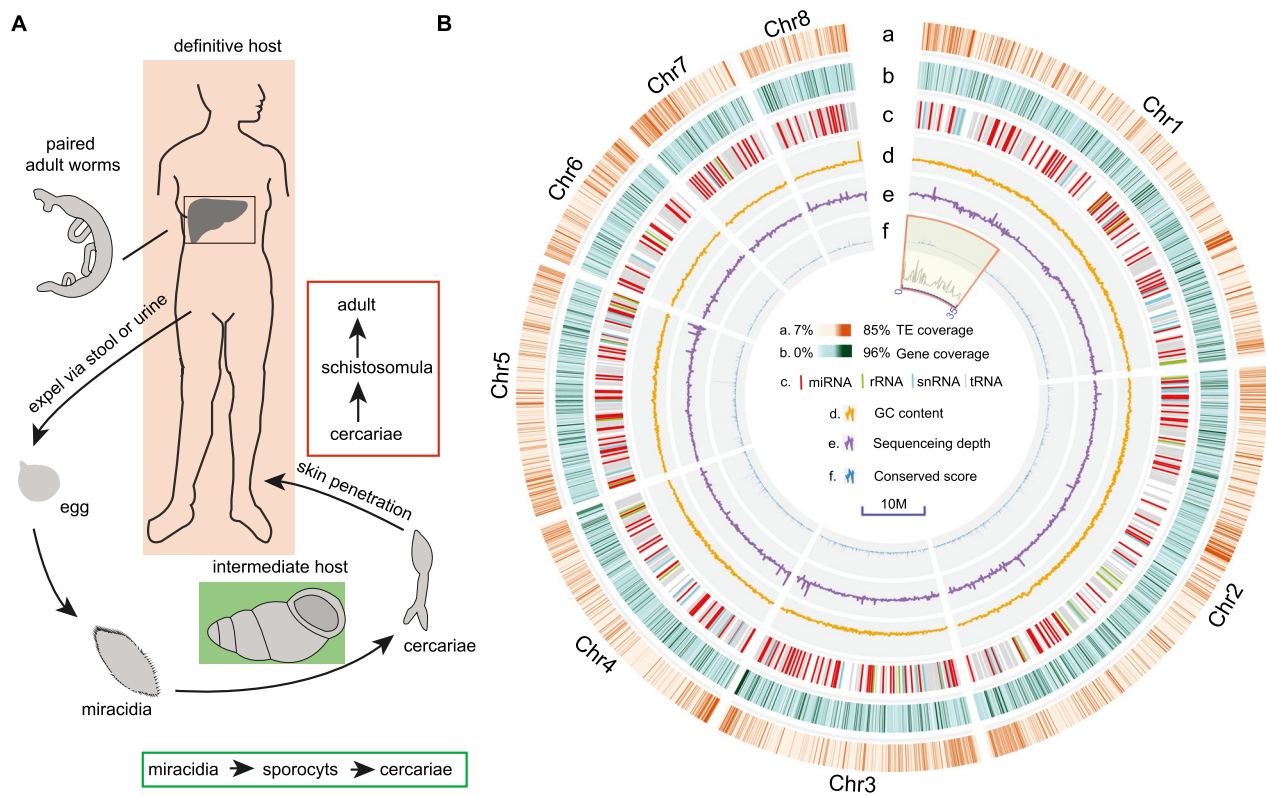 A
definitive host
paired
adult worms
expel via stool or urine
adult
schistosomula
cercariae
skin penetration
egg
intermediate host
cercariae
miracidia
miracidia
sporocyts
cercariae
B
Chr8
Chr7
Chr6
Chr5
Chr4
Chr3
Chr2
Chr1
a
b
c
d
e
f
0
a. 7% 85% TE coverage
b. 0% 96% Gene coverage
c. miRNA rRNA snRNA tRNA
d. GC content
e. Sequenceing depth
f. Conserved score
10M